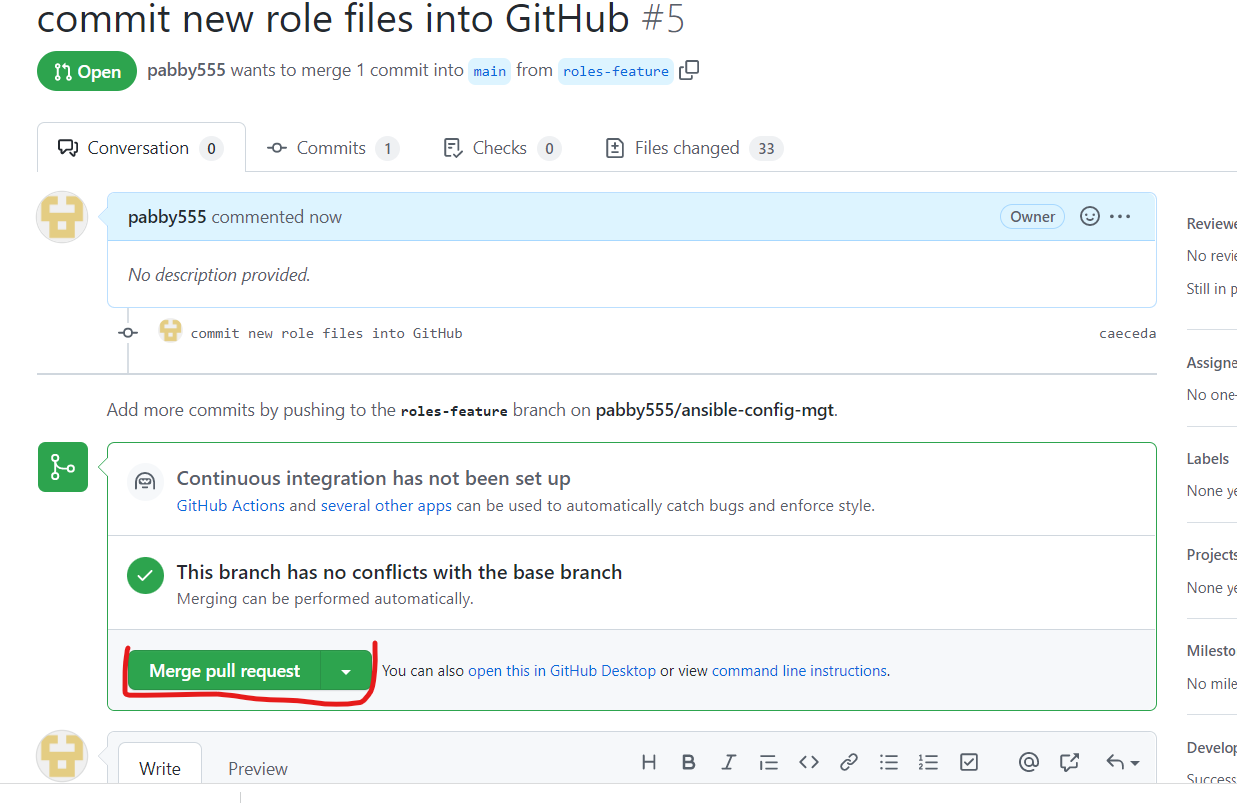 commit new role files into GitHub #5
Open pabby555 wants to merge 1 commit into main from roles-feature
Conversation 0 Commits 1 Checks 0 Files changed 33
pabby555 commented now Owner
No description provided.
commit new role files into GitHub caeceda
Add more commits by pushing to the roles-feature branch on pabby555/ansible-config-mgt.
Continuous integration has not been set up
GitHub Actions and several other apps can be used to automatically catch bugs and enforce style.
This branch has no conflicts with the base branch
Merging can be performed automatically.
Merge pull request You can also open this in GitHub Desktop or view command line instructions.
Write Preview H B I
Reviewe
No revie
Still in p
Assigne
No one-
Labels
None ye
Projects
None ye
Milesto
No mile
Develop
Success